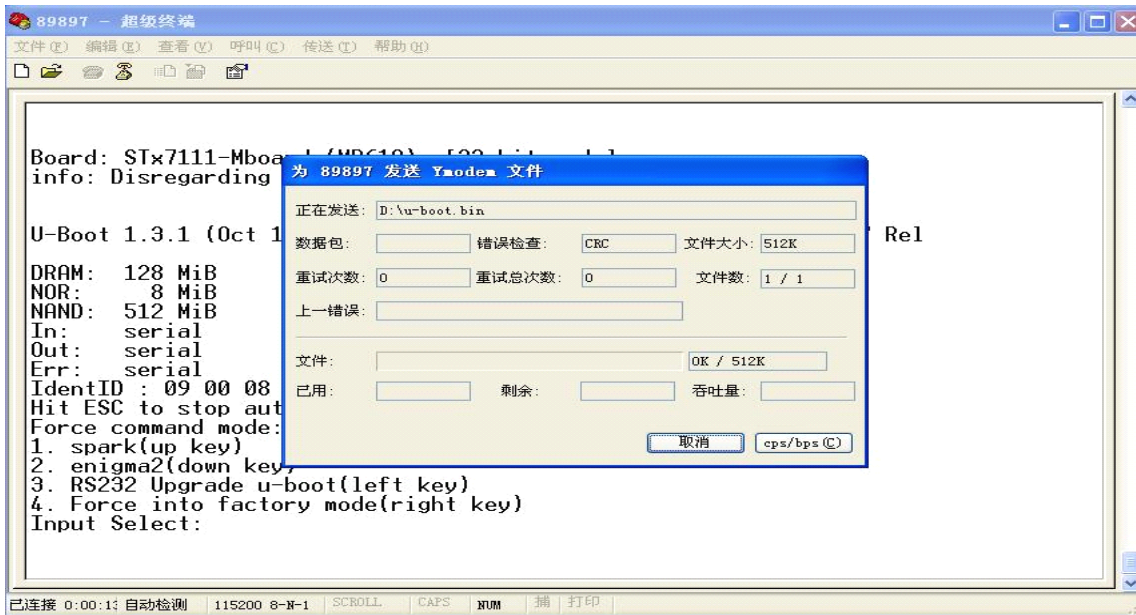 89897 - 超级终端
文件(F) 编辑(E) 查看(V) 呼叫(C) 传送(T) 帮助(H)
Board: STx7111-Mboa
info: Disregarding
U-Boot 1.3.1 (Oct 1
Rel
DRAM: 128 MiB
NOR: 8 MiB
NAND: 512 MiB
In: serial
Out: serial
Err: serial
IdentID : 09 00 08
Hit ESC to stop aut
Force command mode:
1. spark(up key)
2. enigma2(down key
3. RS232 Upgrade u-boot(left key)
4. Force into factory mode(right key)
Input Select:
为 89897 发送 Ymodem 文件
正在发送: D:\u-boot.bin
数据包: 错误检查: CRC 文件大小: 512K
重试次数: 0 重试总次数: 0 文件数: 1 / 1
上一错误:
文件: 0K / 512K
已用: 剩余: 吞吐量:
取消 cps/bps(C)
已连接 0:00:13 自动检测 115200 8-N-1 SCROLL CAPS NUM 捕 打印